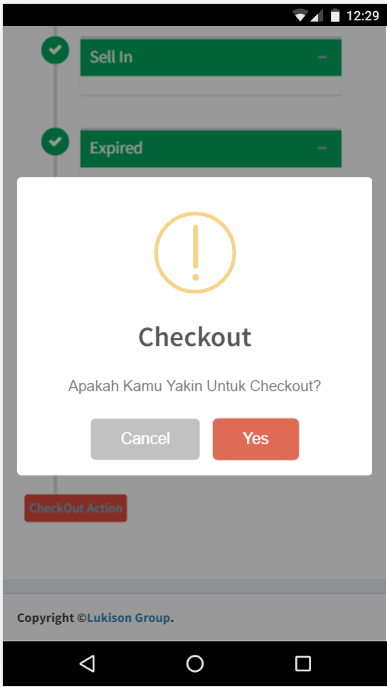 12:29
Sell In
Expired
Checkout
Apakah Kamu Yakin Untuk Checkout?
Cancel
Yes
CheckOut Action
Copyright ©Lukison Group.